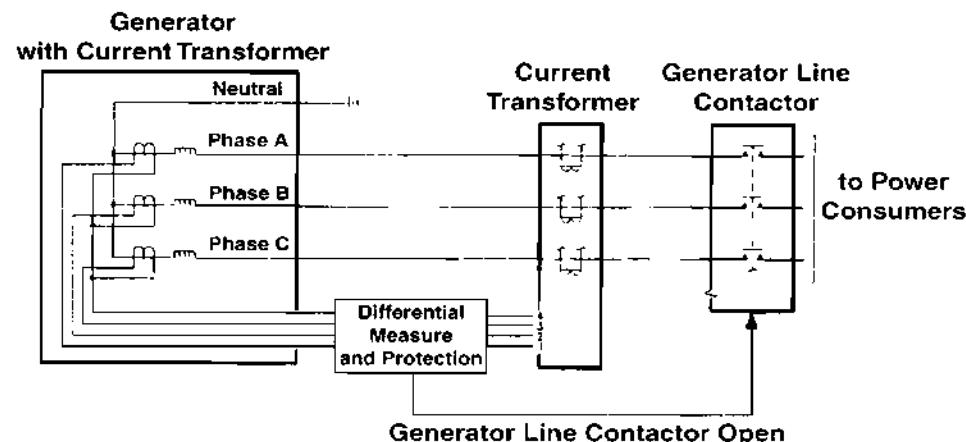 Generator
with Current Transformer
Current
Transformer
Generator Line
Contactor
Neutral
Phase A
Phase B
Phase C
to Power
Consumers
Differential
Measure
and Protection
Generator Line Contactor Open